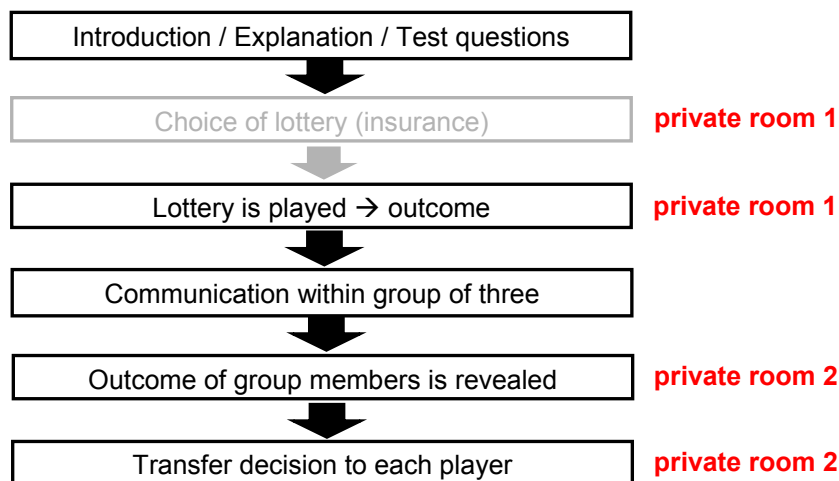 Introduction / Explanation / Test questions
Choice of lottery (insurance) private room 1
Lottery is played → outcome private room 1
Communication within group of three
Outcome of group members is revealed private room 2
Transfer decision to each player private room 2